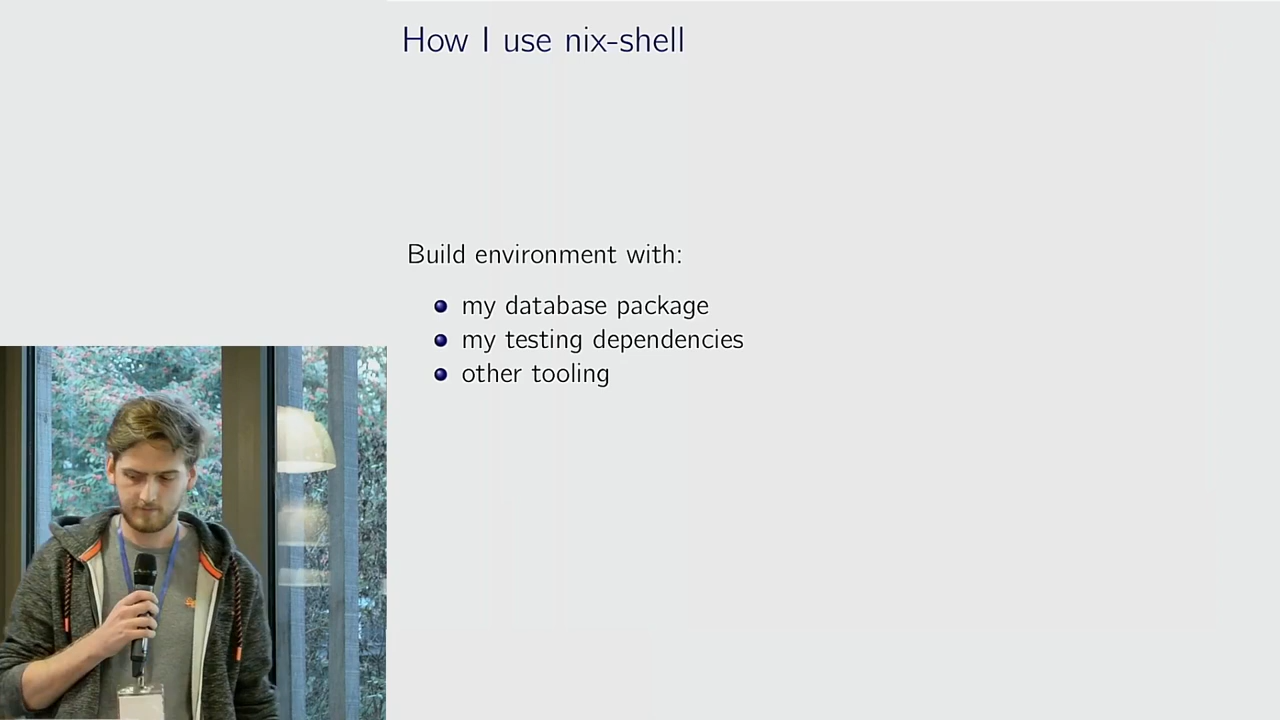 How I use nix-shell
Build environment with:
my database package
my testing dependencies
other tooling